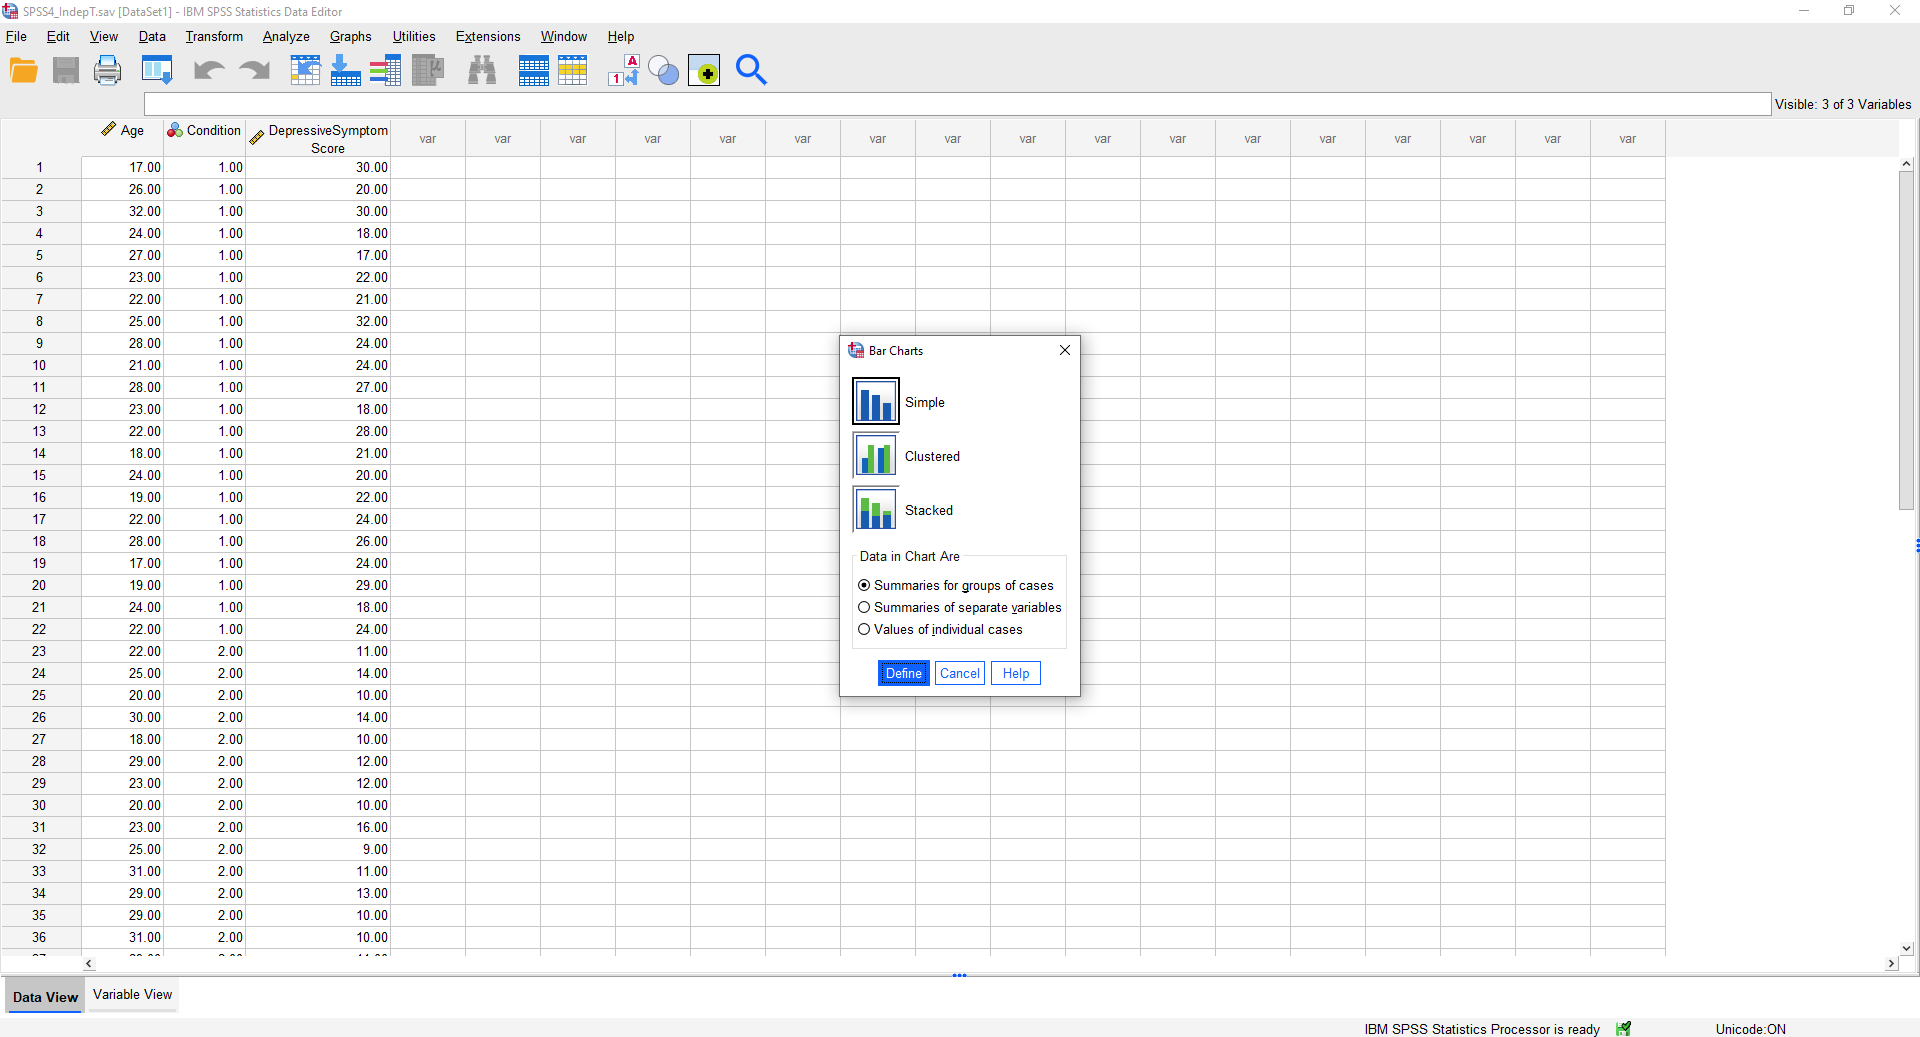 SPSS4_IndepT.sav [DataSet1] - IBM SPSS Statistics Data Editor
File Edit View Data Transform Analyze Graphs Utilities Extensions Window Help
Visible: 3 of 3 Variables
Age Condition DepressiveSymptom
Score
var var var var var var var var var var var var var var var var var
1 17.00 1.00 30.00
2 26.00 1.00 20.00
3 32.00 1.00 30.00
4 24.00 1.00 18.00
5 27.00 1.00 17.00
6 23.00 1.00 22.00
7 22.00 1.00 21.00
8 25.00 1.00 32.00
9 28.00 1.00 24.00
10 21.00 1.00 24.00
11 28.00 1.00 27.00
12 23.00 1.00 18.00
13 22.00 1.00 28.00
14 18.00 1.00 21.00
15 24.00 1.00 20.00
16 19.00 1.00 22.00
17 22.00 1.00 24.00
18 28.00 1.00 26.00
19 17.00 1.00 24.00
20 19.00 1.00 29.00
21 24.00 1.00 18.00
22 22.00 1.00 24.00
23 22.00 2.00 11.00
24 25.00 2.00 14.00
25 20.00 2.00 10.00
26 30.00 2.00 14.00
27 18.00 2.00 10.00
28 29.00 2.00 12.00
29 23.00 2.00 12.00
30 20.00 2.00 10.00
31 23.00 2.00 16.00
32 25.00 2.00 9.00
33 31.00 2.00 11.00
34 29.00 2.00 13.00
35 29.00 2.00 10.00
36 31.00 2.00 10.00
Bar Charts
Simple
Clustered
Stacked
Data in Chart Are
Summaries for groups of cases
Summaries of separate variables
Values of individual cases
Define Cancel Help
Data View Variable View
IBM SPSS Statistics Processor is ready Unicode:ON